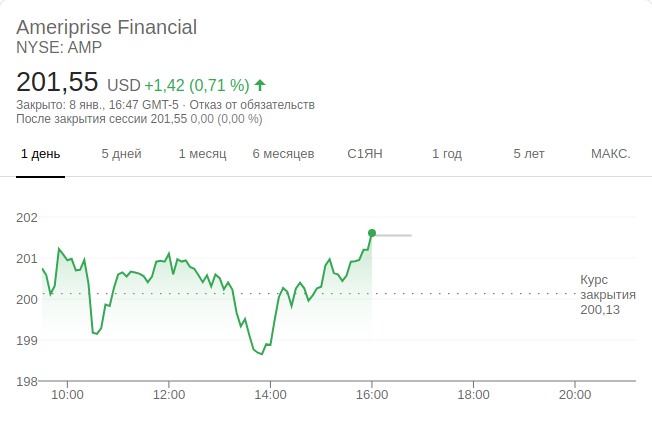 Ameriprise Financial
NYSE: AMP
201,55 USD +1,42 (0,71 %)
Закрыто: 8 янв., 16:47 GMT-5 · Отказ от обязательств
После закрытия сессии 201,55 0,00 (0,00 %)
1 день 5 дней 1 месяц 6 месяцев С1ЯН 1 год 5 лет МАКС.
202
201
200
199
198
Курс
закрытия
200,13
10:00 12:00 14:00 16:00 18:00 20:00